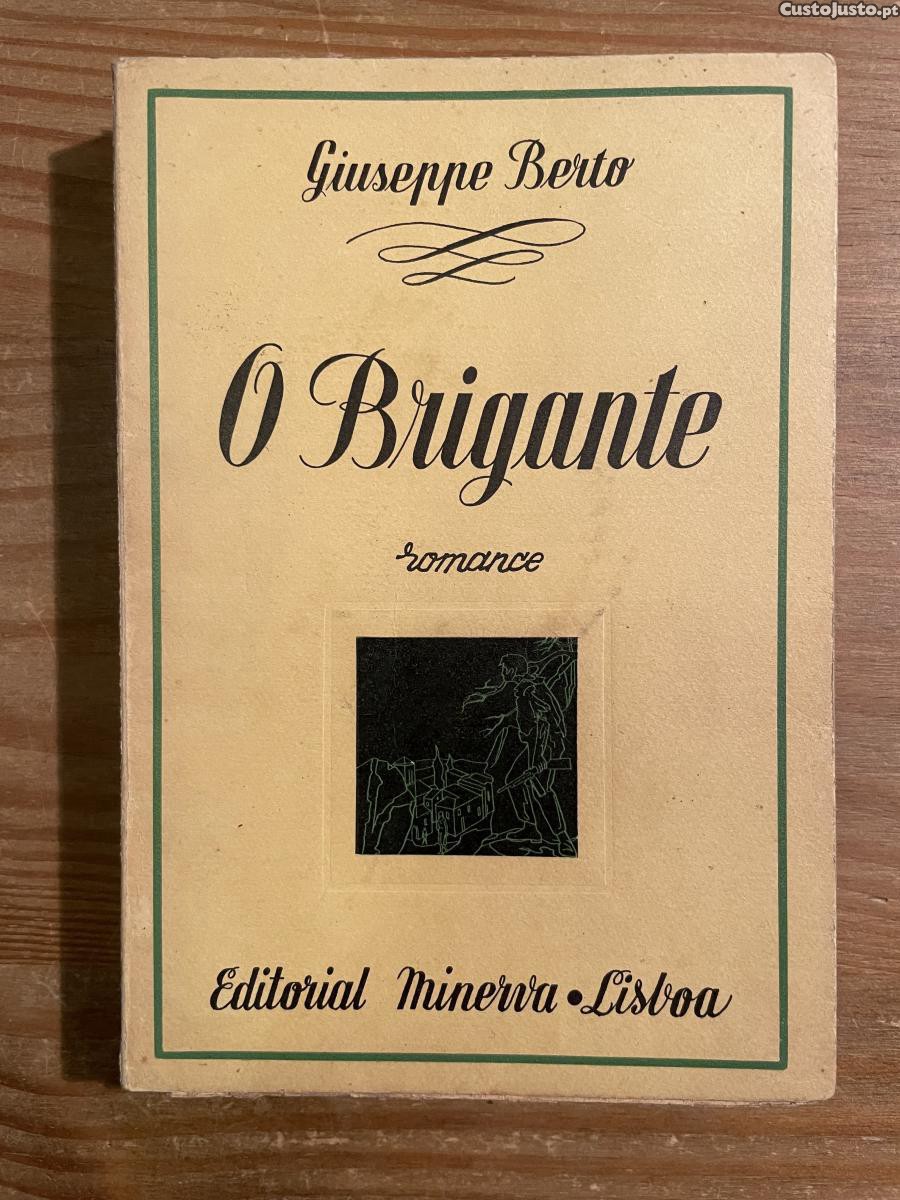 CustoJusto.pt
Giuseppe Berto
O Brigante
romance
Editorial Minerva • Lisboa